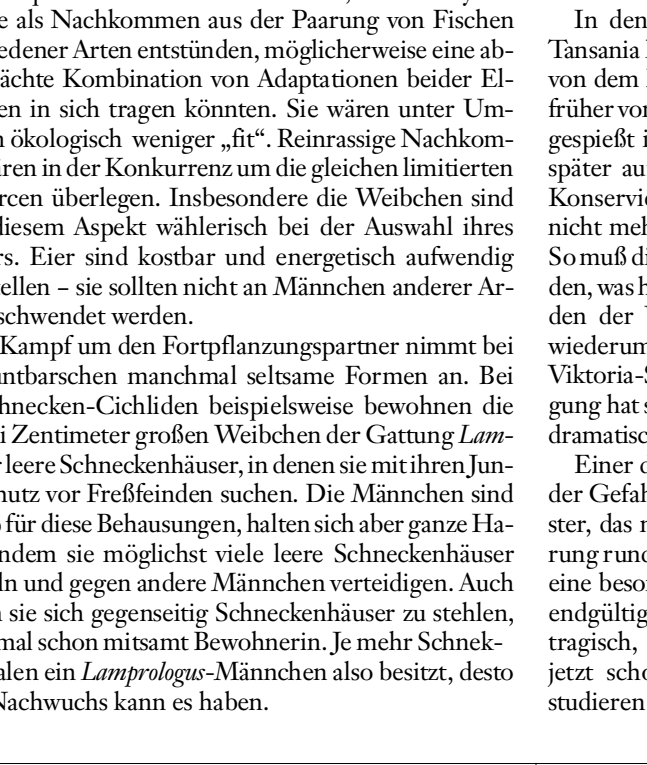 e als Nachkommen aus der Paarung von Fischen
edener Arten entstünden, möglicherweise eine ab-
ächte Kombination von Adaptationen beider El-
en in sich tragen könnten. Sie wären unter Um-
n ökologisch weniger „fit“. Reinrassige Nachkom-
ären in der Konkurrenz um die gleichen limitierten
rcen überlegen. Insbesondere die Weibchen sind
diesem Aspekt wählerisch bei der Auswahl ihres
rs. Eier sind kostbar und energetisch aufwendig
tellen – sie sollten nicht an Männchen anderer Ar-
schwendet werden.
Kampf um den Fortpflanzungspartner nimmt bei
untbarschen manchmal seltsame Formen an. Bei
hnecken-Cichliden beispielsweise bewohnen die
i Zentimeter großen Weibchen der Gattung Lam-
r leere Schneckenhäuser, in denen sie mit ihren Jun-
hutz vor Freßfeinden suchen. Die Männchen sind
für diese Behausungen, halten sich aber ganze Ha-
ndem sie möglichst viele leere Schneckenhäuser
ln und gegen andere Männchen verteidigen. Auch
n sie sich gegenseitig Schneckenhäuser zu stehlen,
mal schon mitsamt Bewohnerin. Je mehr Schnek-
alen ein Lamprologus-Männchen also besitzt, desto
Nachwuchs kann es haben.
In den
Tansania
von dem
früher vor
gespießt i
später au
Konservie
nicht meh
So muß di
den, was h
den der
wiederum
Viktoria-S
gung hat s
dramatisc
Einer d
der Gefah
ster, das n
rung rund
eine beson
endgültig
tragisch,
jetzt scho
studieren